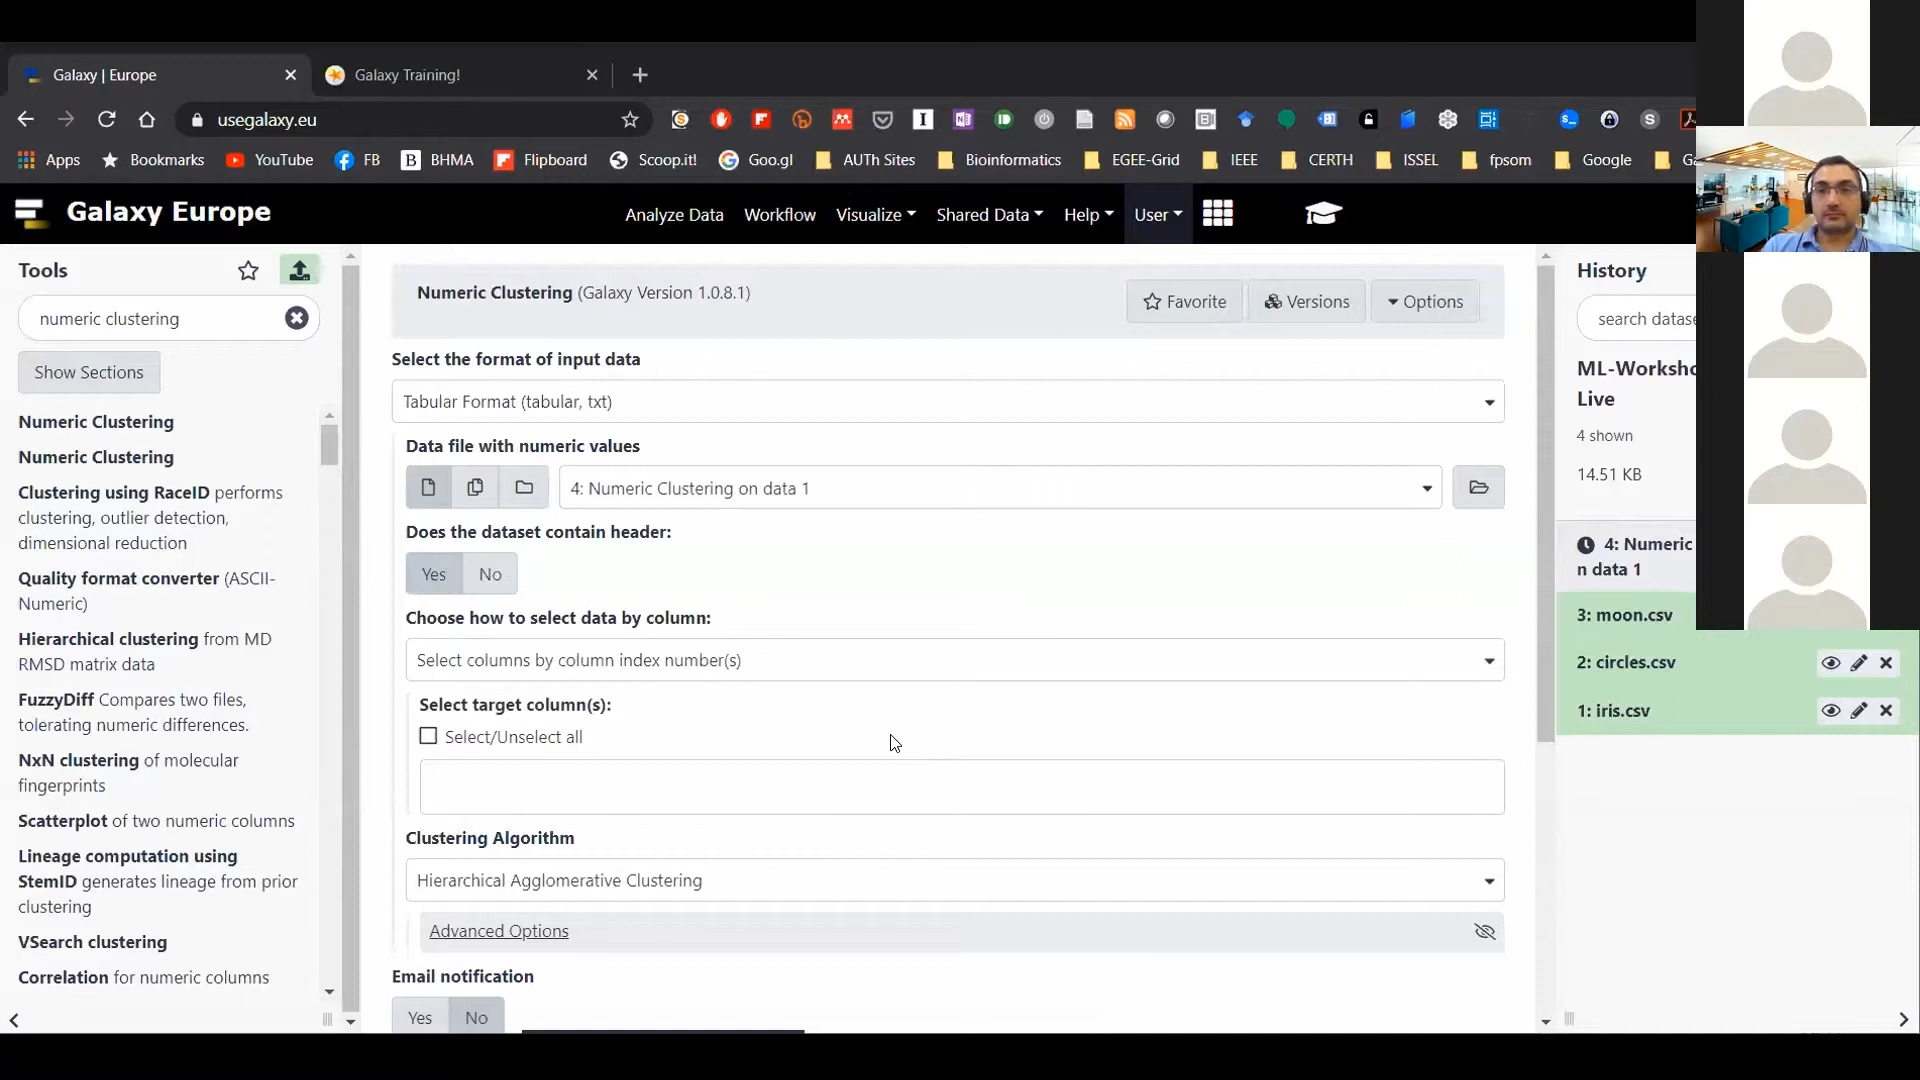 Galaxy | Europe
Galaxy Training!
usegalaxy.eu
Apps
Bookmarks
YouTube
FB
BHMA
Flipboard
Scoop.it!
Goo.gl
AUTh Sites
Bioinformatics
EGEE-Grid
IEEE
CERTH
ISSEL
fpsom
Google
Galaxy Europe
Analyze Data
Workflow
Visualize
Shared Data
Help
User
Tools
numeric clustering
Show Sections
Numeric Clustering
Numeric Clustering
Clustering using RaceID performs
clustering, outlier detection,
dimensional reduction
Quality format converter (ASCII-
Numeric)
Hierarchical clustering from MD
RMSD matrix data
FuzzyDiff Compares two files,
tolerating numeric differences.
NxN clustering of molecular
fingerprints
Scatterplot of two numeric columns
Lineage computation using
StemID generates lineage from prior
clustering
VSearch clustering
Correlation for numeric columns
Numeric Clustering (Galaxy Version 1.0.8.1)
Favorite
Versions
Options
Select the format of input data
Tabular Format (tabular, txt)
Data file with numeric values
4: Numeric Clustering on data 1
Does the dataset contain header:
Yes
No
Choose how to select data by column:
Select columns by column index number(s)
Select target column(s):
Select/Unselect all
Clustering Algorithm
Hierarchical Agglomerative Clustering
Advanced Options
Email notification
Yes
No
History
search datase
ML-Worksho
Live
4 shown
14.51 KB
4: Numeric
n data 1
3: moon.csv
2: circles.csv
1: iris.csv